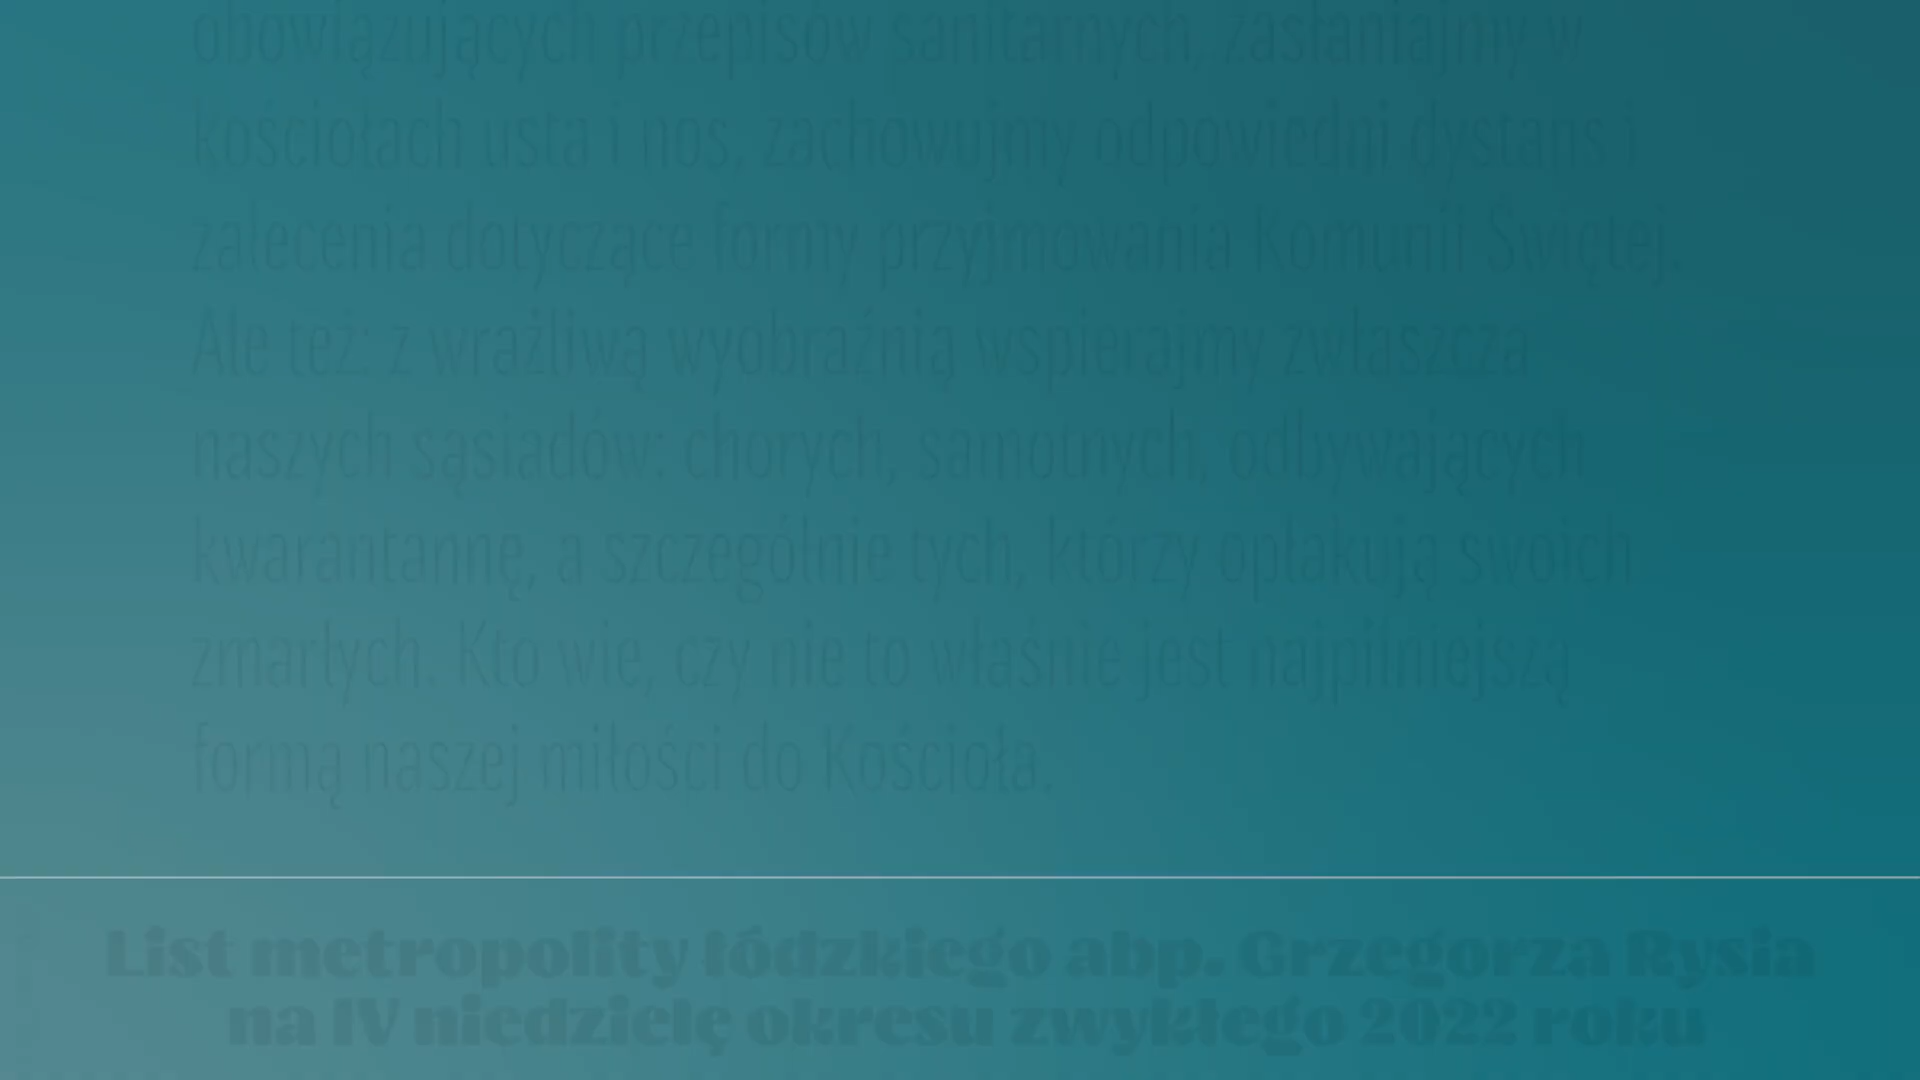 obowiązujących przepisów sanitarnych, zasłaniajmy w
kościołach usta i nos, zachowujmy odpowiedni dystans i
zalecenia dotyczące formy przyjmowania Komunii Świętej.
Ale też: z wrażliwą wyobraźnią wspierajmy zwłaszcza
naszych sąsiadów: chorych, samotnych, odbywających
kwarantannę, a szczególnie tych, którzy opłakują swoich
zmarłych. Kto wie, czy nie to właśnie jest najpilniejszą
formą naszej miłości do Kościoła.
List metropolity łódzkiego abp. Grzegorza Rysia
na IV niedzielę okresu zwykłego 2022 roku